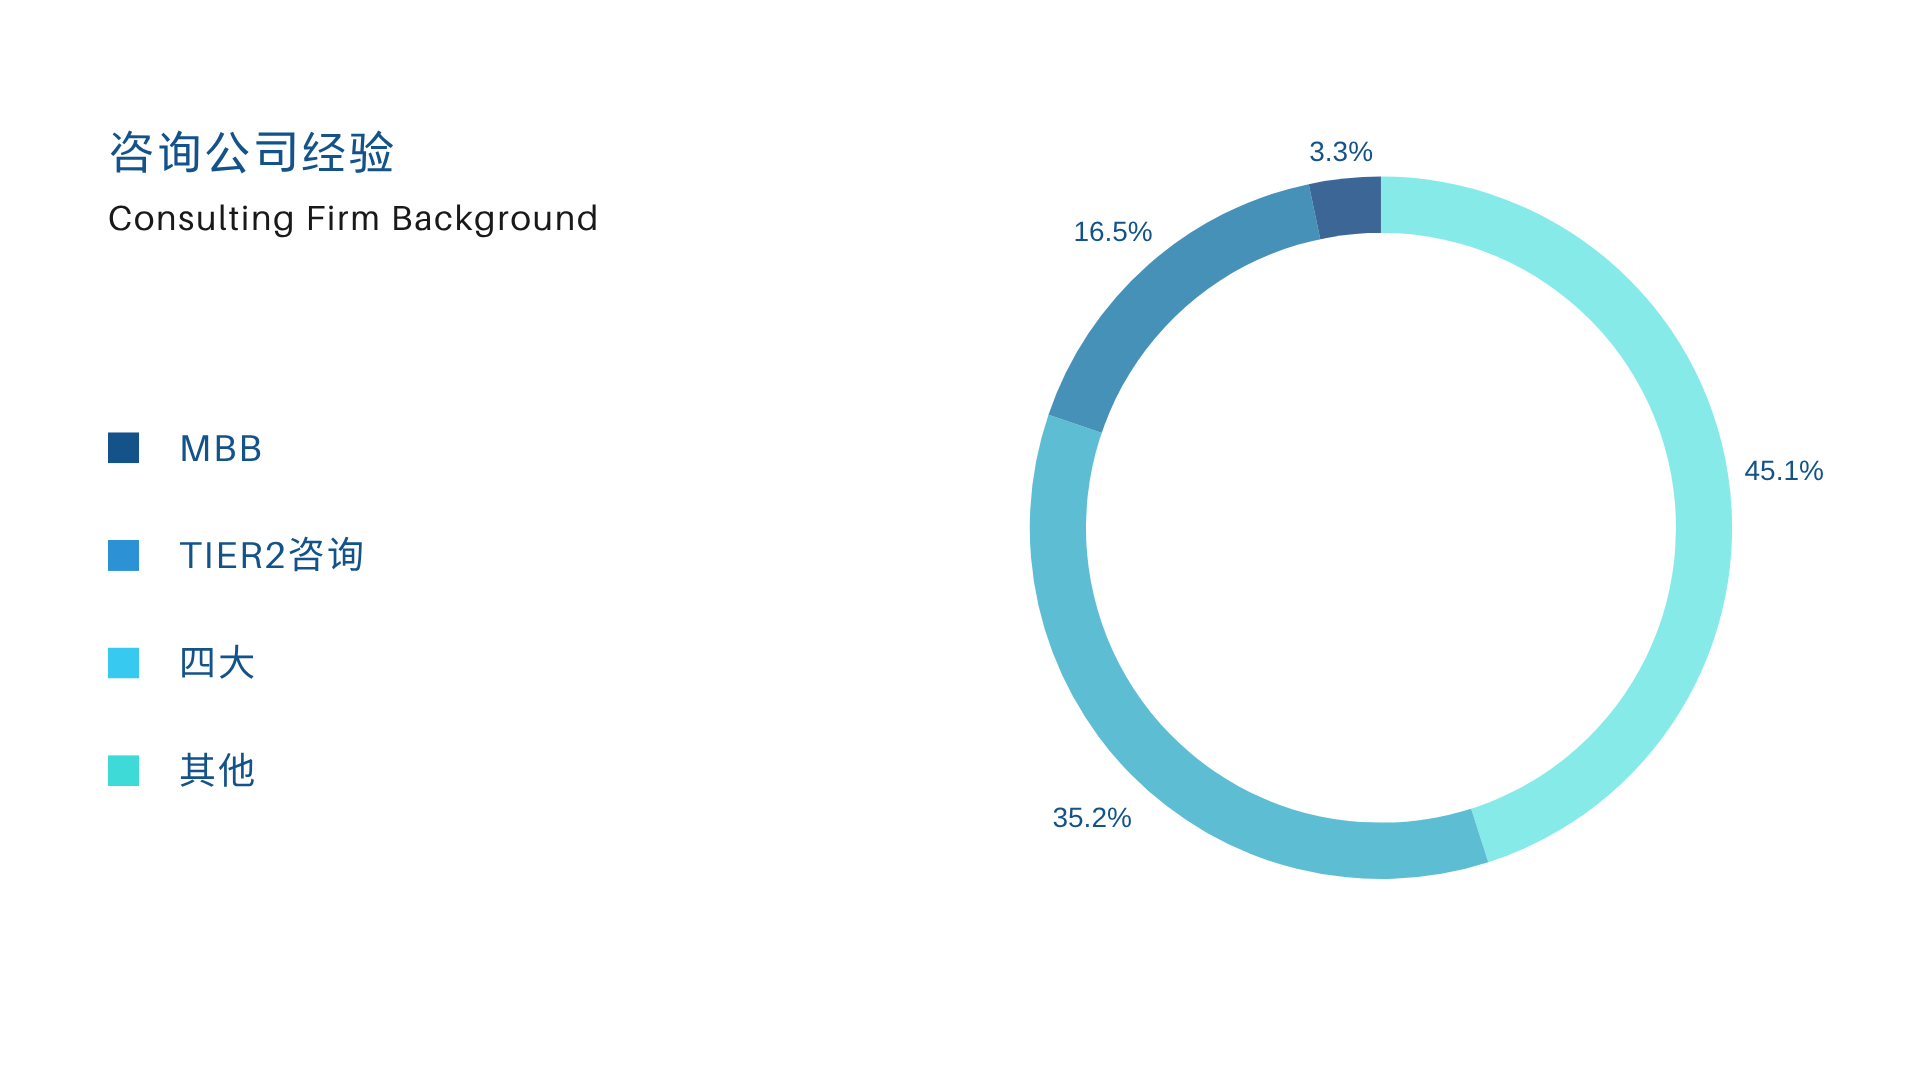 咨询公司经验
Consulting Firm Background
MBB
TIER2咨询
四大
其他
3.3%
16.5%
45.1%
35.2%